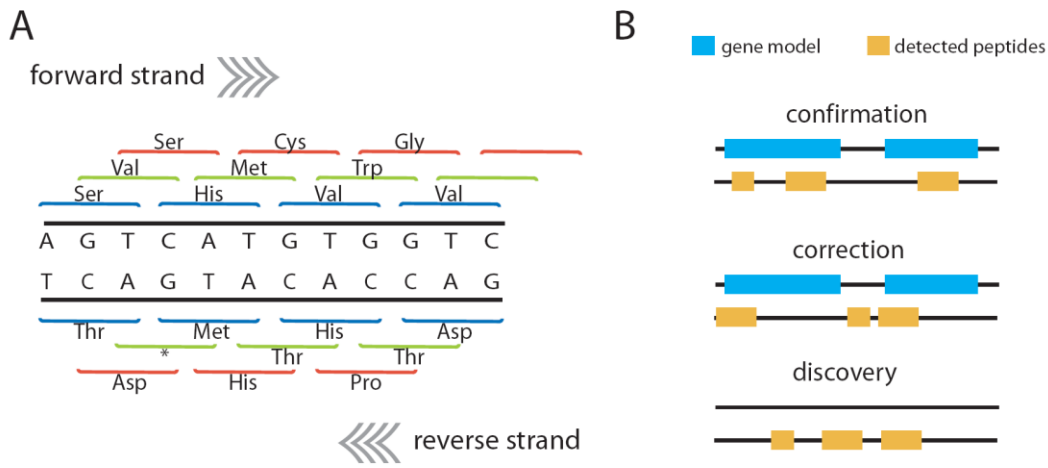 A
forward strand
Ser Cys Gly
Val Met Trp
Ser His Val Val
A G T C A T G T G G T C
T C A G T A C A C C A G
Thr Met His Asp
* Thr Thr
Asp His Pro
reverse strand
B
gene model detected peptides
confirmation
correction
discovery